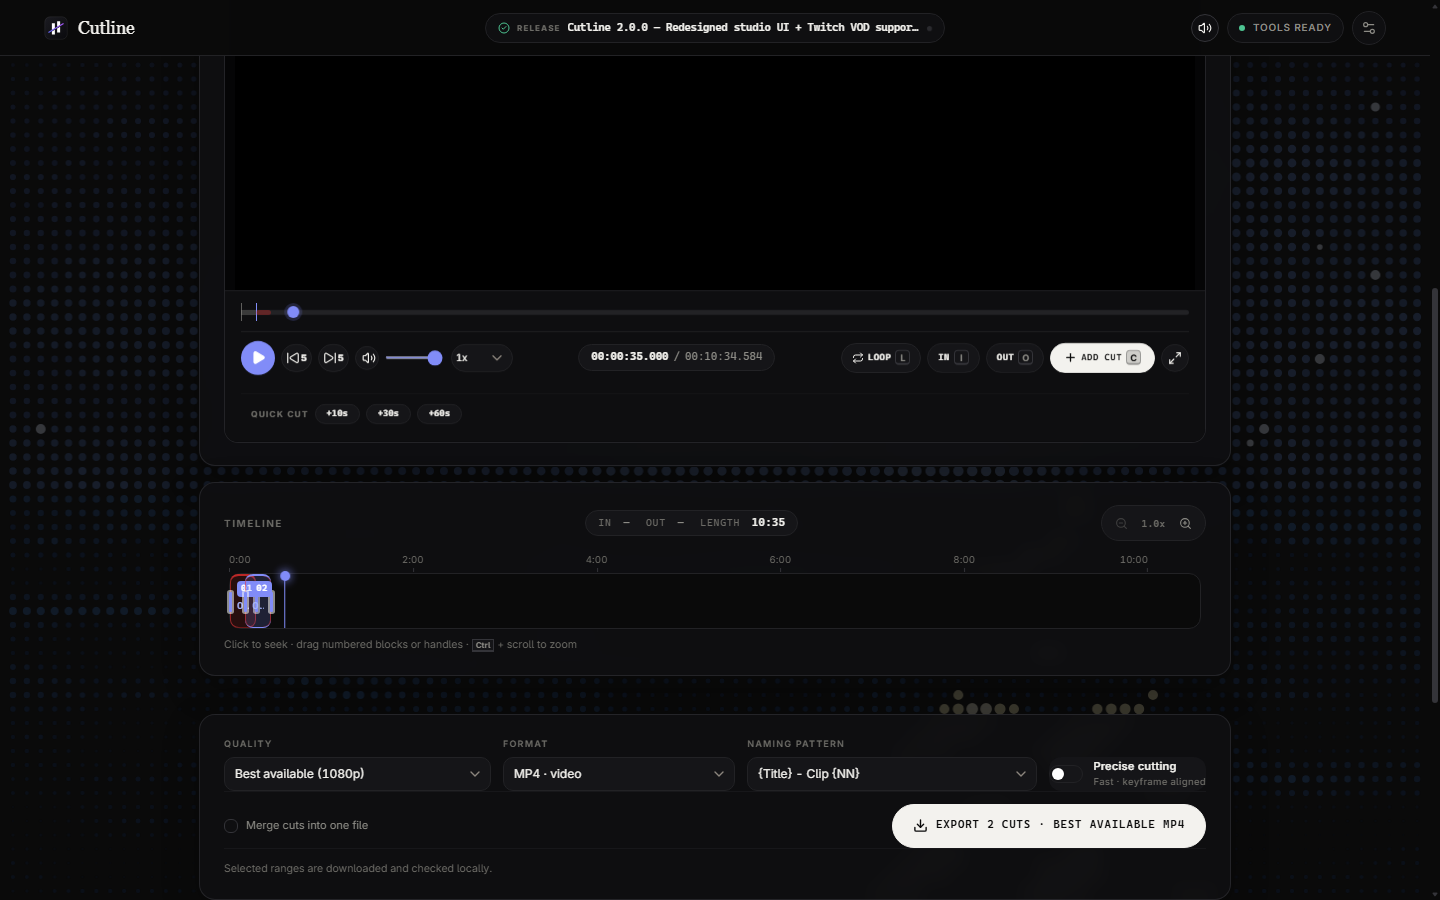 Cutline
RELEASE Cutline 2.0.0 — Redesigned studio UI + Twitch VOD suppor…
TOOLS READY
5 5 1x 00:00:35.000 / 00:10:34.584 LOOP L IN I OUT O ADD CUT C
QUICK CUT +10s +30s +60s
TIMELINE IN — OUT — LENGTH 10:35 1.0x
0:00 2:00 4:00 6:00 8:00 10:00
01 02
Click to seek · drag numbered blocks or handles · Ctrl + scroll to zoom
QUALITY FORMAT NAMING PATTERN
Best available (1080p) MP4 · video {Title} - Clip {NN}
Precise cutting
Fast · keyframe aligned
Merge cuts into one file
EXPORT 2 CUTS · BEST AVAILABLE MP4
Selected ranges are downloaded and checked locally.